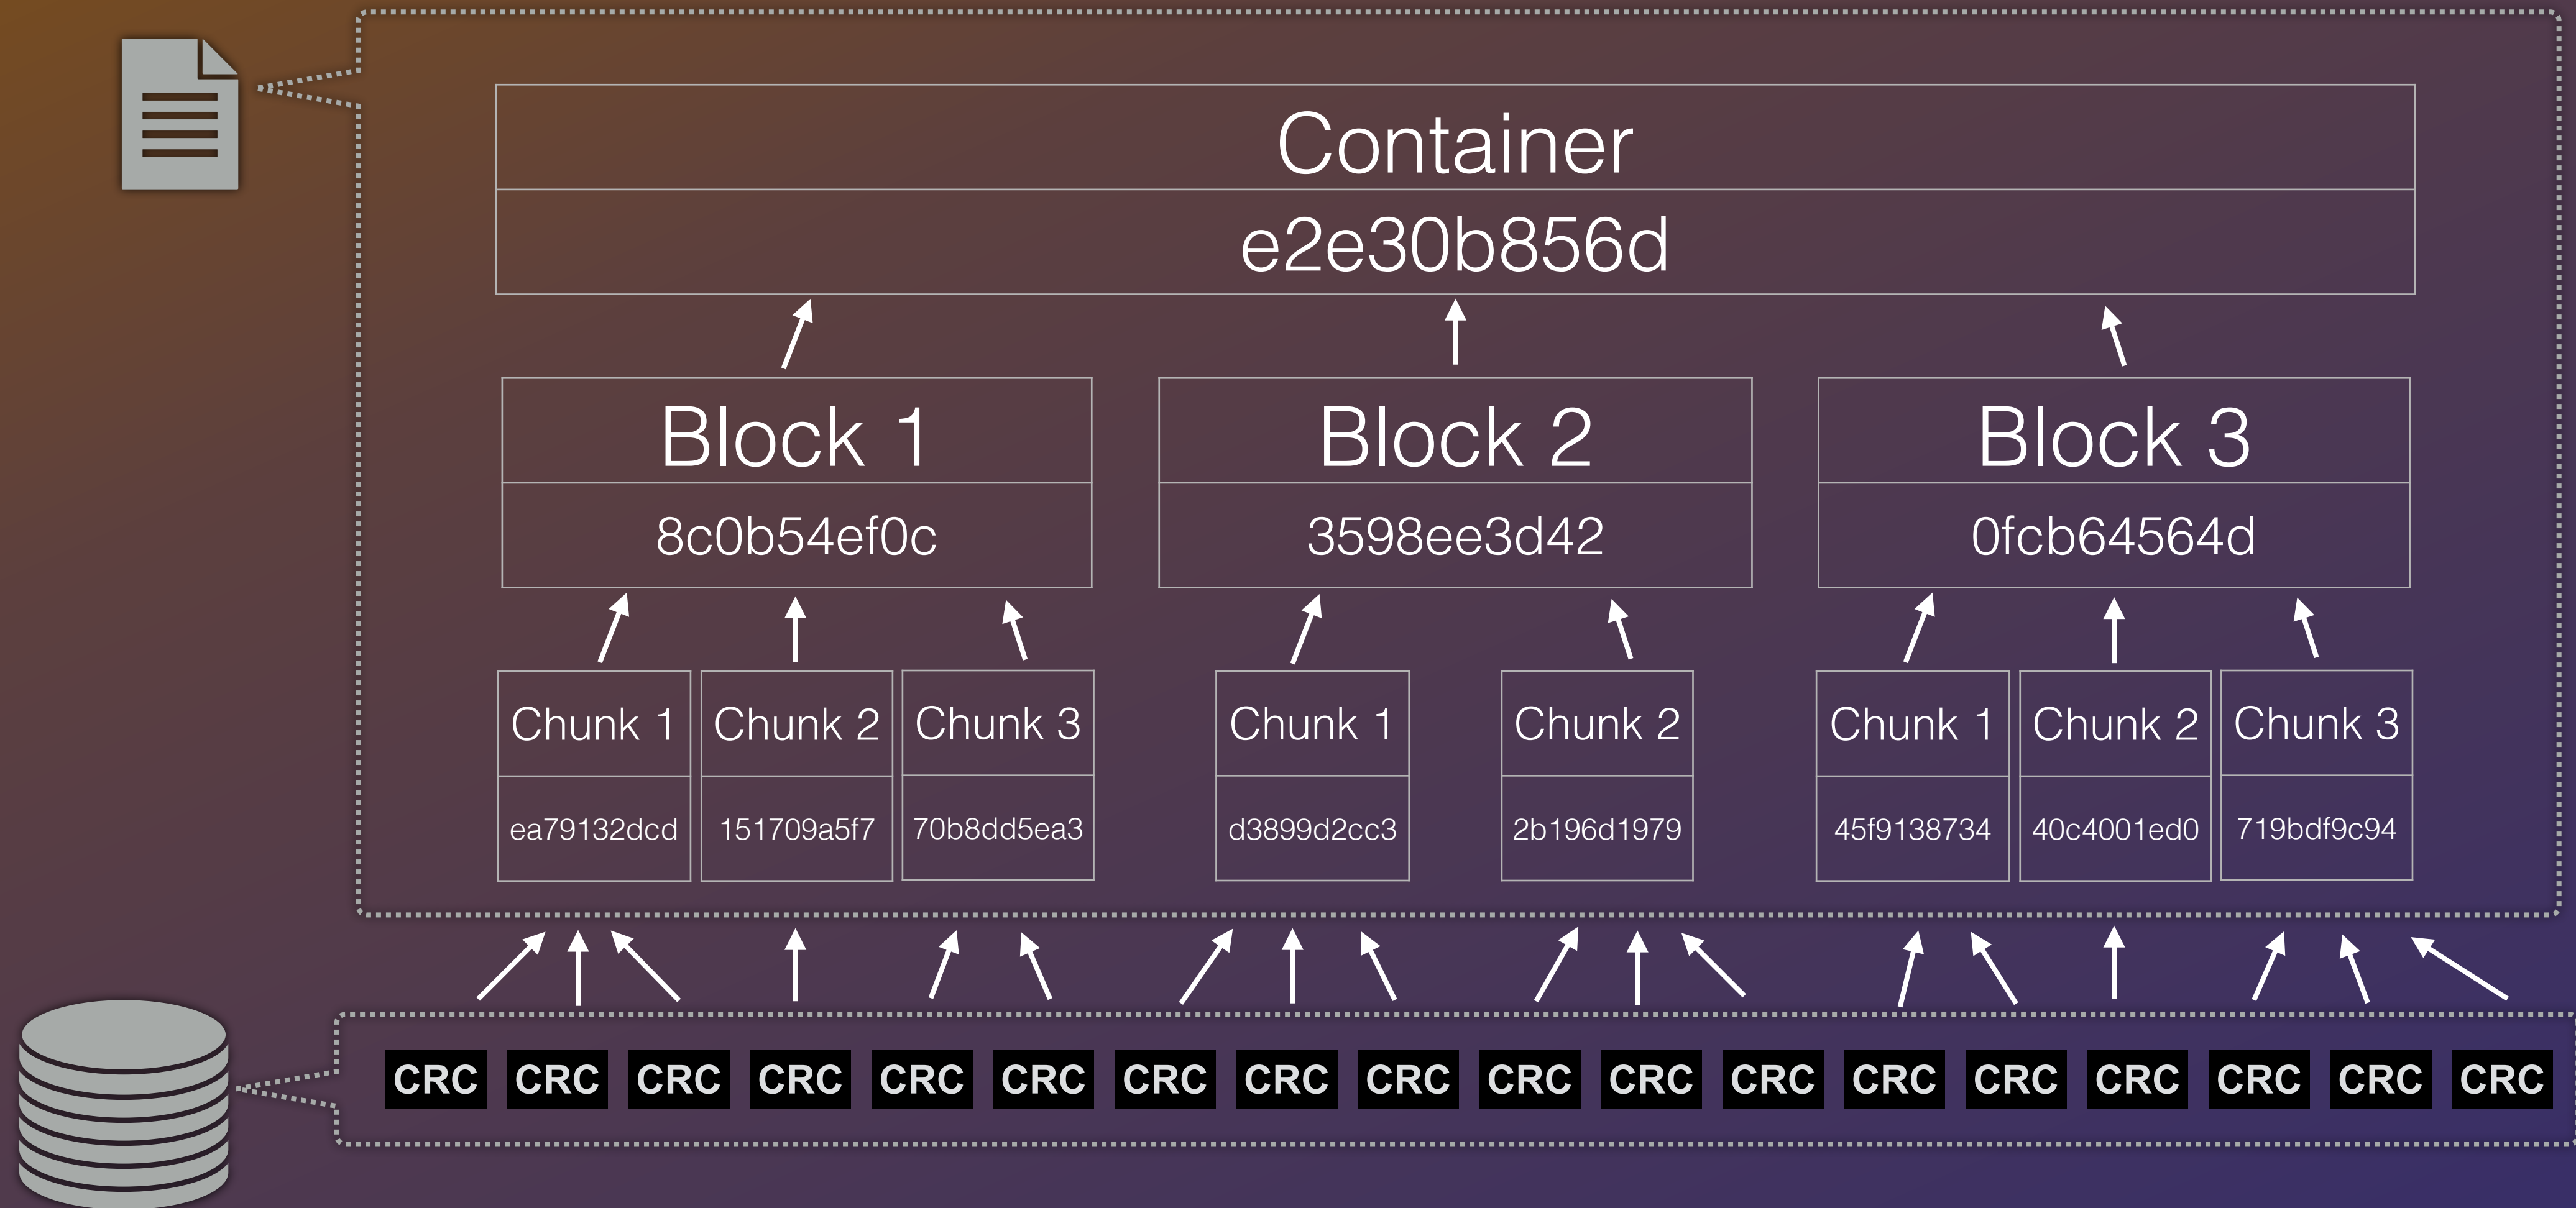 Container
e2e30b856d
Block 1
Block 2
Block 3
8c0b54ef0c
3598ee3d42
0fcb64564d
Chunk 1
Chunk 2
Chunk 3
Chunk 1
Chunk 2
Chunk 1
Chunk 2
Chunk 3
ea79132dcd
151709a5f7
70b8dd5ea3
d3899d2cc3
2b196d1979
45f9138734
40c4001ed0
719bdf9c94
CRC CRC CRC CRC CRC CRC CRC CRC CRC CRC CRC CRC CRC CRC CRC CRC CRC CRC